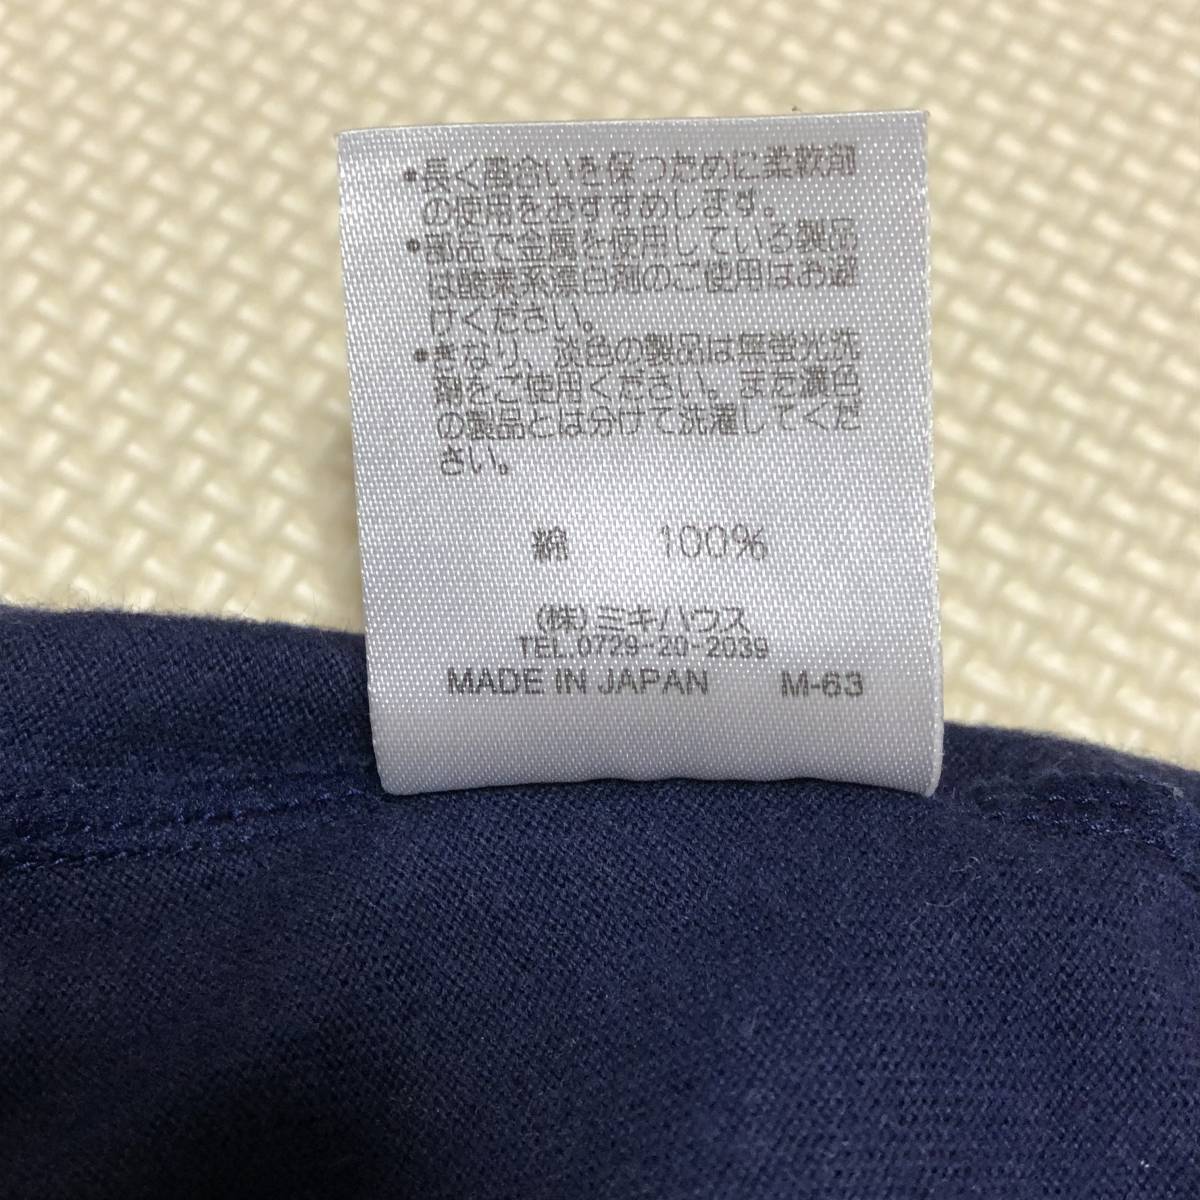 •長く風合いを保つために柔軟剤
の使用をおすすめします。
•部品で金属を使用している製品
は酸素系漂白剤のご使用はお避
けください。
•きなり、淡色の製品は無蛍光洗
剤をご使用ください。また濃色
の製品とは分けて洗濯してくだ
さい。
綿 100%
(株)ミキハウス
TEL.0729-20-2039
MADE IN JAPAN M-63